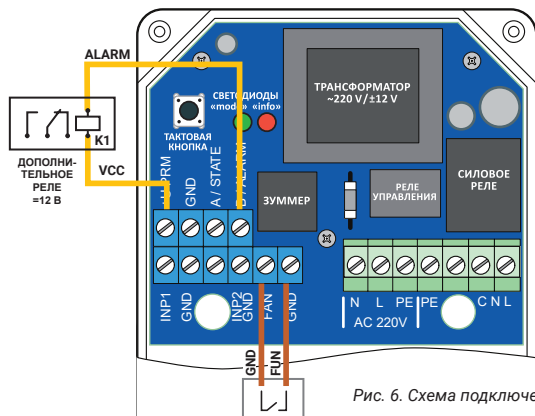 ALARM
K1
ДОПОЛНИ-
ТЕЛЬНОЕ
РЕЛЕ
=12 В
VCC
СВЕТОДИОДЫ
«mode» «info»
ТАКТОВАЯ
КНОПКА
ТРАНСФОРМАТОР
~220 V/±12 V
GND
A / STATE
B / ALARM
ЗУММЕР
РЕЛЕ
УПРАВЛЕНИЯ
СИЛОВОЕ
РЕЛЕ
INP1
GND
INP2
GND
FAN
GND
N L PE PE C N L
AC 220V
GND
FUN
Рис. 6. Схема подключе